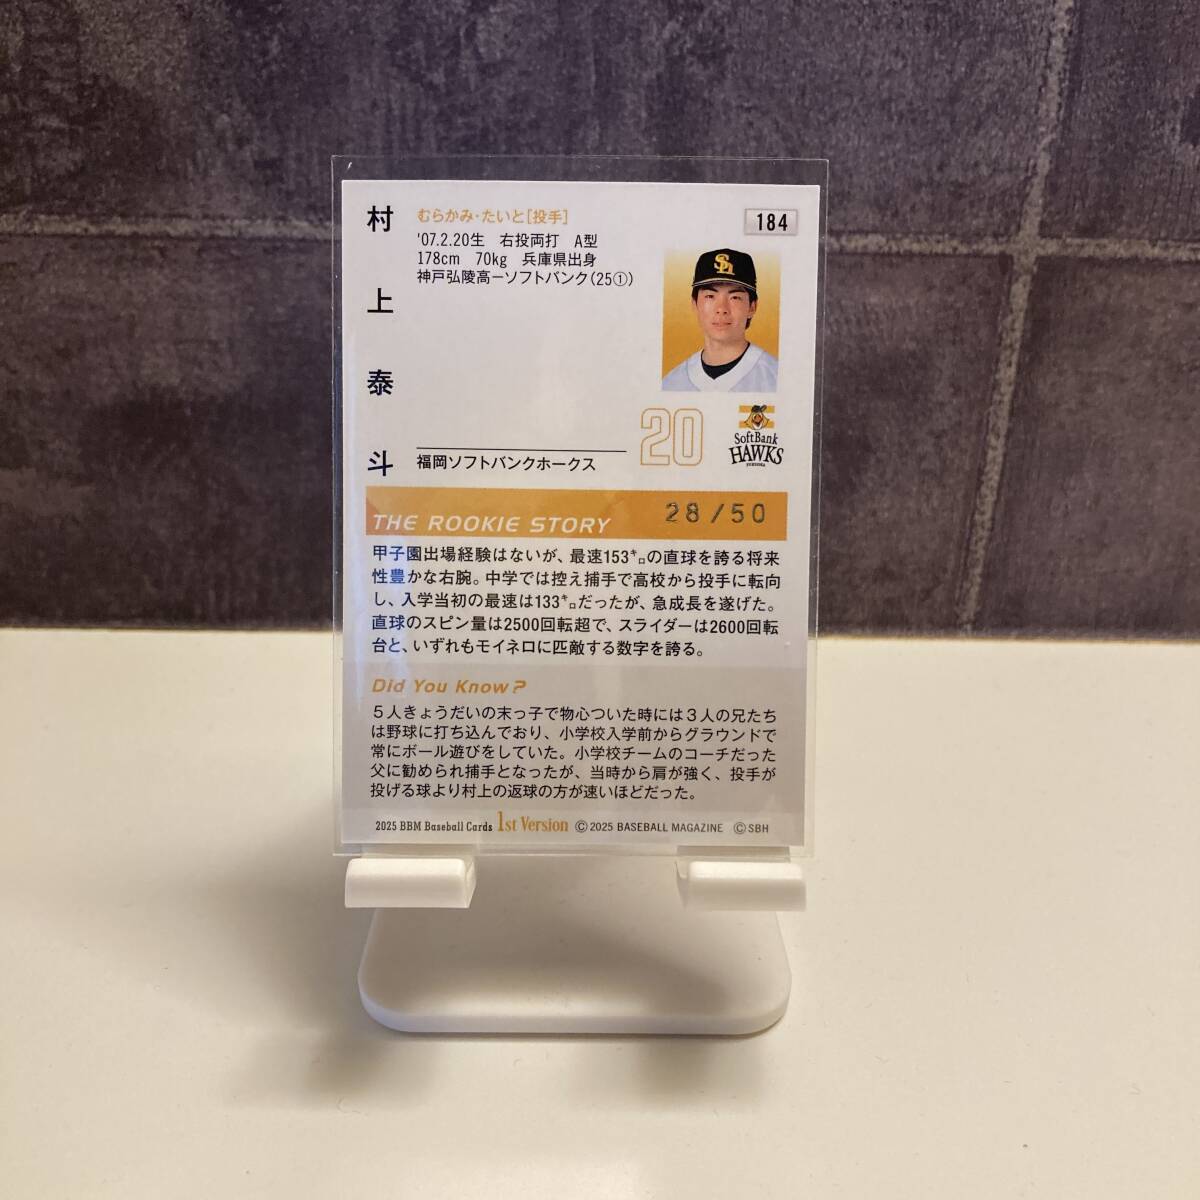 村上泰斗
むらかみ・たいと[投手]
'07.2.20生　右投両打　A型
178cm　70kg　兵庫県出身
神戸弘陵高ーソフトバンク(25①)
福岡ソフトバンクホークス
184
20
SoftBank
HAWKS
THE ROOKIE STORY
28/50
甲子園出場経験はないが、最速153㌔の直球を誇る将来
性豊かな右腕。中学では控え捕手で高校から投手に転向
し、入学当初の最速は133㌔だったが、急成長を遂げた。
直球のスピン量は2500回転超で、スライダーは2600回転
台と、いずれもモイネロに匹敵する数字を誇る。
Did You Know?
５人きょうだいの末っ子で物心ついた時には３人の兄たち
は野球に打ち込んでおり、小学校入学前からグラウンドで
常にボール遊びをしていた。小学校チームのコーチだった
父に勧められ捕手となったが、当時から肩が強く、投手が
投げる球より村上の返球の方が速いほどだった。
2025 BBM Baseball Cards 1st Version ©2025 BASEBALL MAGAZINE ©SBH